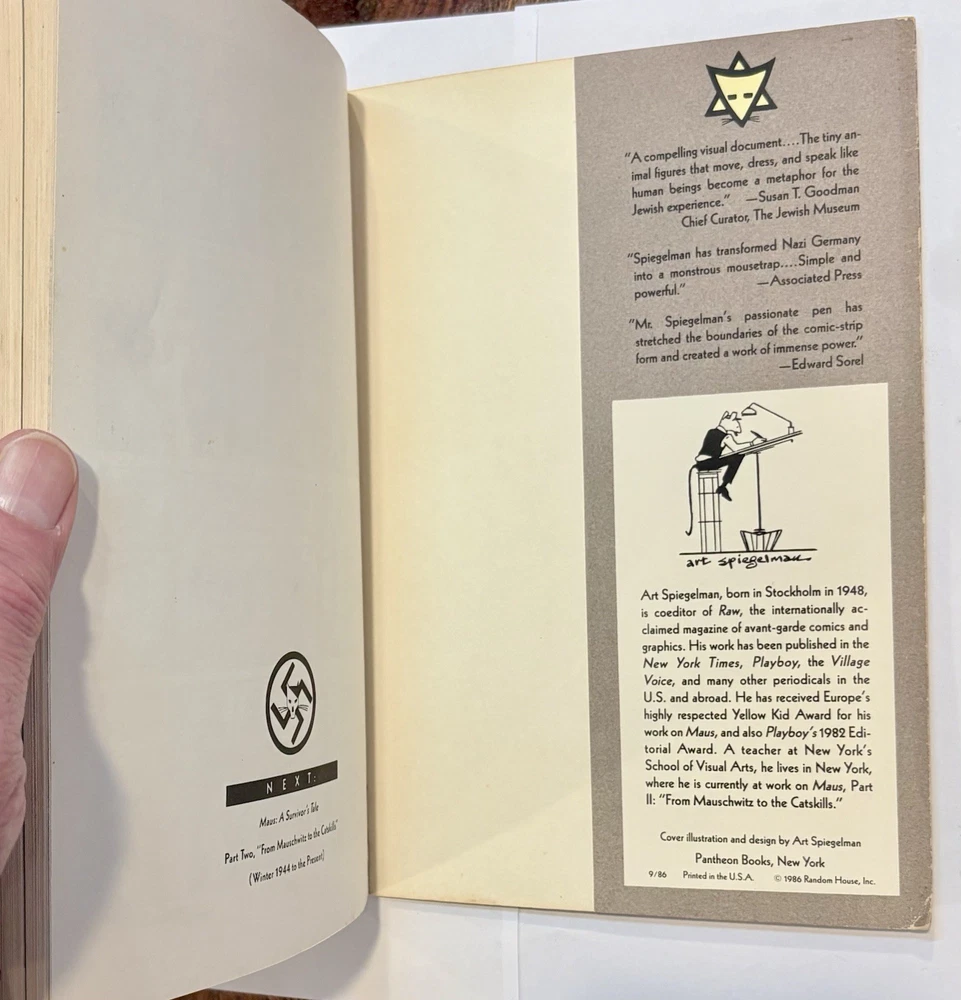 NEXT:
Maus: A Survivor's Tale
Part Two, "From Mauschwitz to the Catskills"
(Winter 1944 to the Present)
"A compelling visual document....The tiny an-
imal figures that move, dress, and speak like
human beings become a metaphor for the
Jewish experience." —Susan T. Goodman
Chief Curator, The Jewish Museum
"Spiegelman has transformed Nazi Germany
into a monstrous mousetrap....Simple and
powerful." —Associated Press
"Mr. Spiegelman's passionate pen has
stretched the boundaries of the comic-strip
form and created a work of immense power."
—Edward Sorel
art spiegelman
Art Spiegelman, born in Stockholm in 1948,
is coeditor of Raw, the internationally ac-
claimed magazine of avant-garde comics and
graphics. His work has been published in the
New York Times, Playboy, the Village
Voice, and many other periodicals in the
U.S. and abroad. He has received Europe's
highly respected Yellow Kid Award for his
work on Maus, and also Playboy's 1982 Edi-
torial Award. A teacher at New York's
School of Visual Arts, he lives in New York,
where he is currently at work on Maus, Part
II: "From Mauschwitz to the Catskills."
Cover illustration and design by Art Spiegelman
Pantheon Books, New York
9/86 Printed in the U.S.A. © 1986 Random House, Inc.